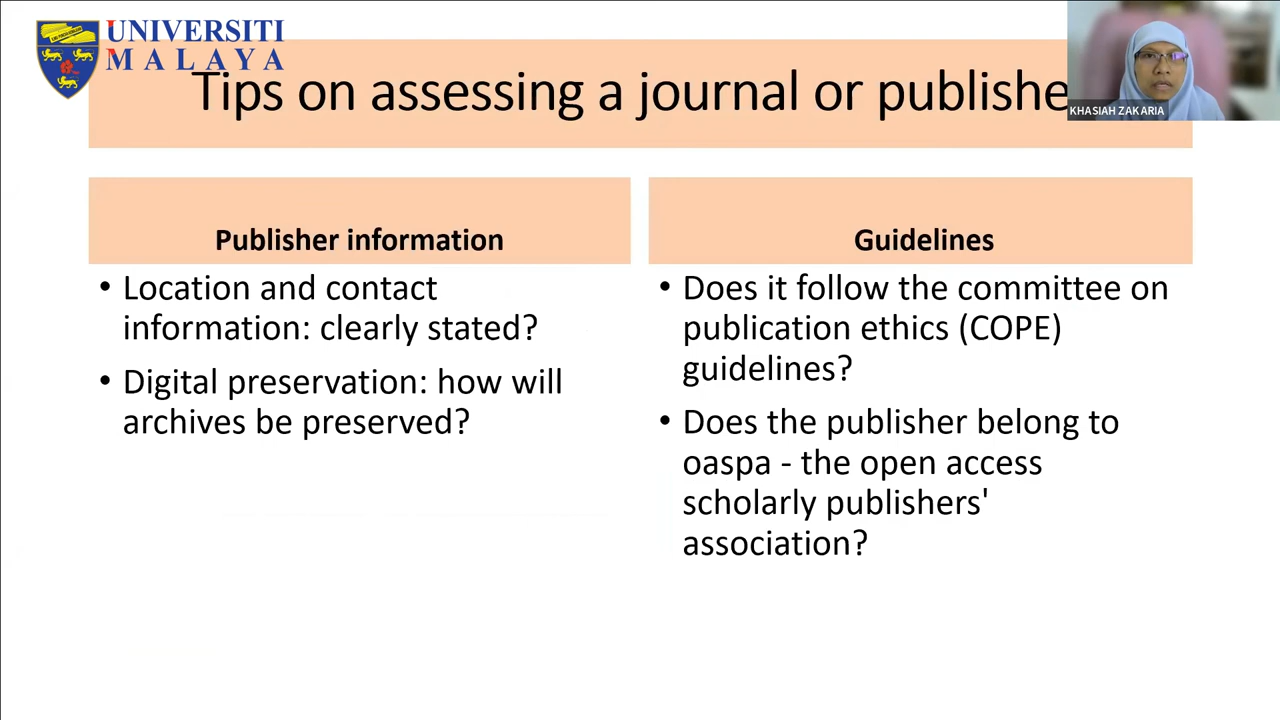 UNIVERSITI
MALAYA
Tips on assessing a journal or publishe
KHASIAH ZAKARIA
Publisher information
• Location and contact
information: clearly stated?
• Digital preservation: how will
archives be preserved?
Guidelines
• Does it follow the committee on
publication ethics (COPE)
guidelines?
• Does the publisher belong to
oaspa - the open access
scholarly publishers'
association?